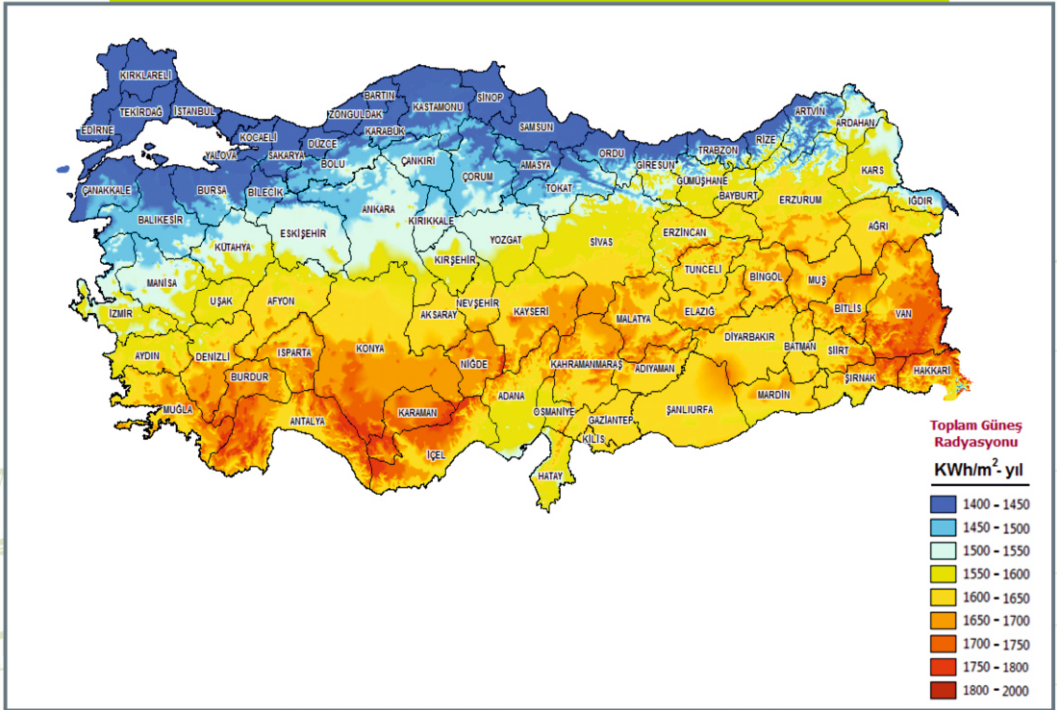 KIRKLARELİ
TEKİRDAĞ
İSTANBUL
EDİRNE
KOCAELİ
YALOVA
SAKARYA
DÜZCE
BOLU
ZONGULDAK
BARTIN
KARABÜK
KASTAMONU
SİNOP
SAMSUN
ÇANKIRI
ÇORUM
AMASYA
TOKAT
ORDU
GİRESUN
TRABZON
RİZE
ARTVİN
ARDAHAN
KARS
IĞDIR
GÜMÜŞHANE
BAYBURT
ERZURUM
AĞRI
ÇANAKKALE
BURSA
BİLECİK
BALIKESİR
KÜTAHYA
ESKİŞEHİR
ANKARA
KIRIKKALE
YOZGAT
SİVAS
ERZİNCAN
KIRŞEHİR
TUNCELİ
BİNGÖL
MUŞ
MANİSA
UŞAK
AFYON
İZMİR
NEVŞEHİR
AKSARAY
KAYSERİ
MALATYA
ELAZIĞ
BİTLİS
VAN
DİYARBAKIR
BATMAN
SİİRT
AYDIN
DENİZLİ
ISPARTA
KONYA
NİĞDE
KAHRAMANMARAŞ
ADIYAMAN
ŞIRNAK
HAKKARİ
BURDUR
MUĞLA
ANTALYA
KARAMAN
ADANA
OSMANİYE
GAZİANTEP
ŞANLIURFA
MARDİN
KİLİS
İÇEL
HATAY
Toplam Güneş
Radyasyonu
KWh/m²- yıl
1400 - 1450
1450 - 1500
1500 - 1550
1550 - 1600
1600 - 1650
1650 - 1700
1700 - 1750
1750 - 1800
1800 - 2000